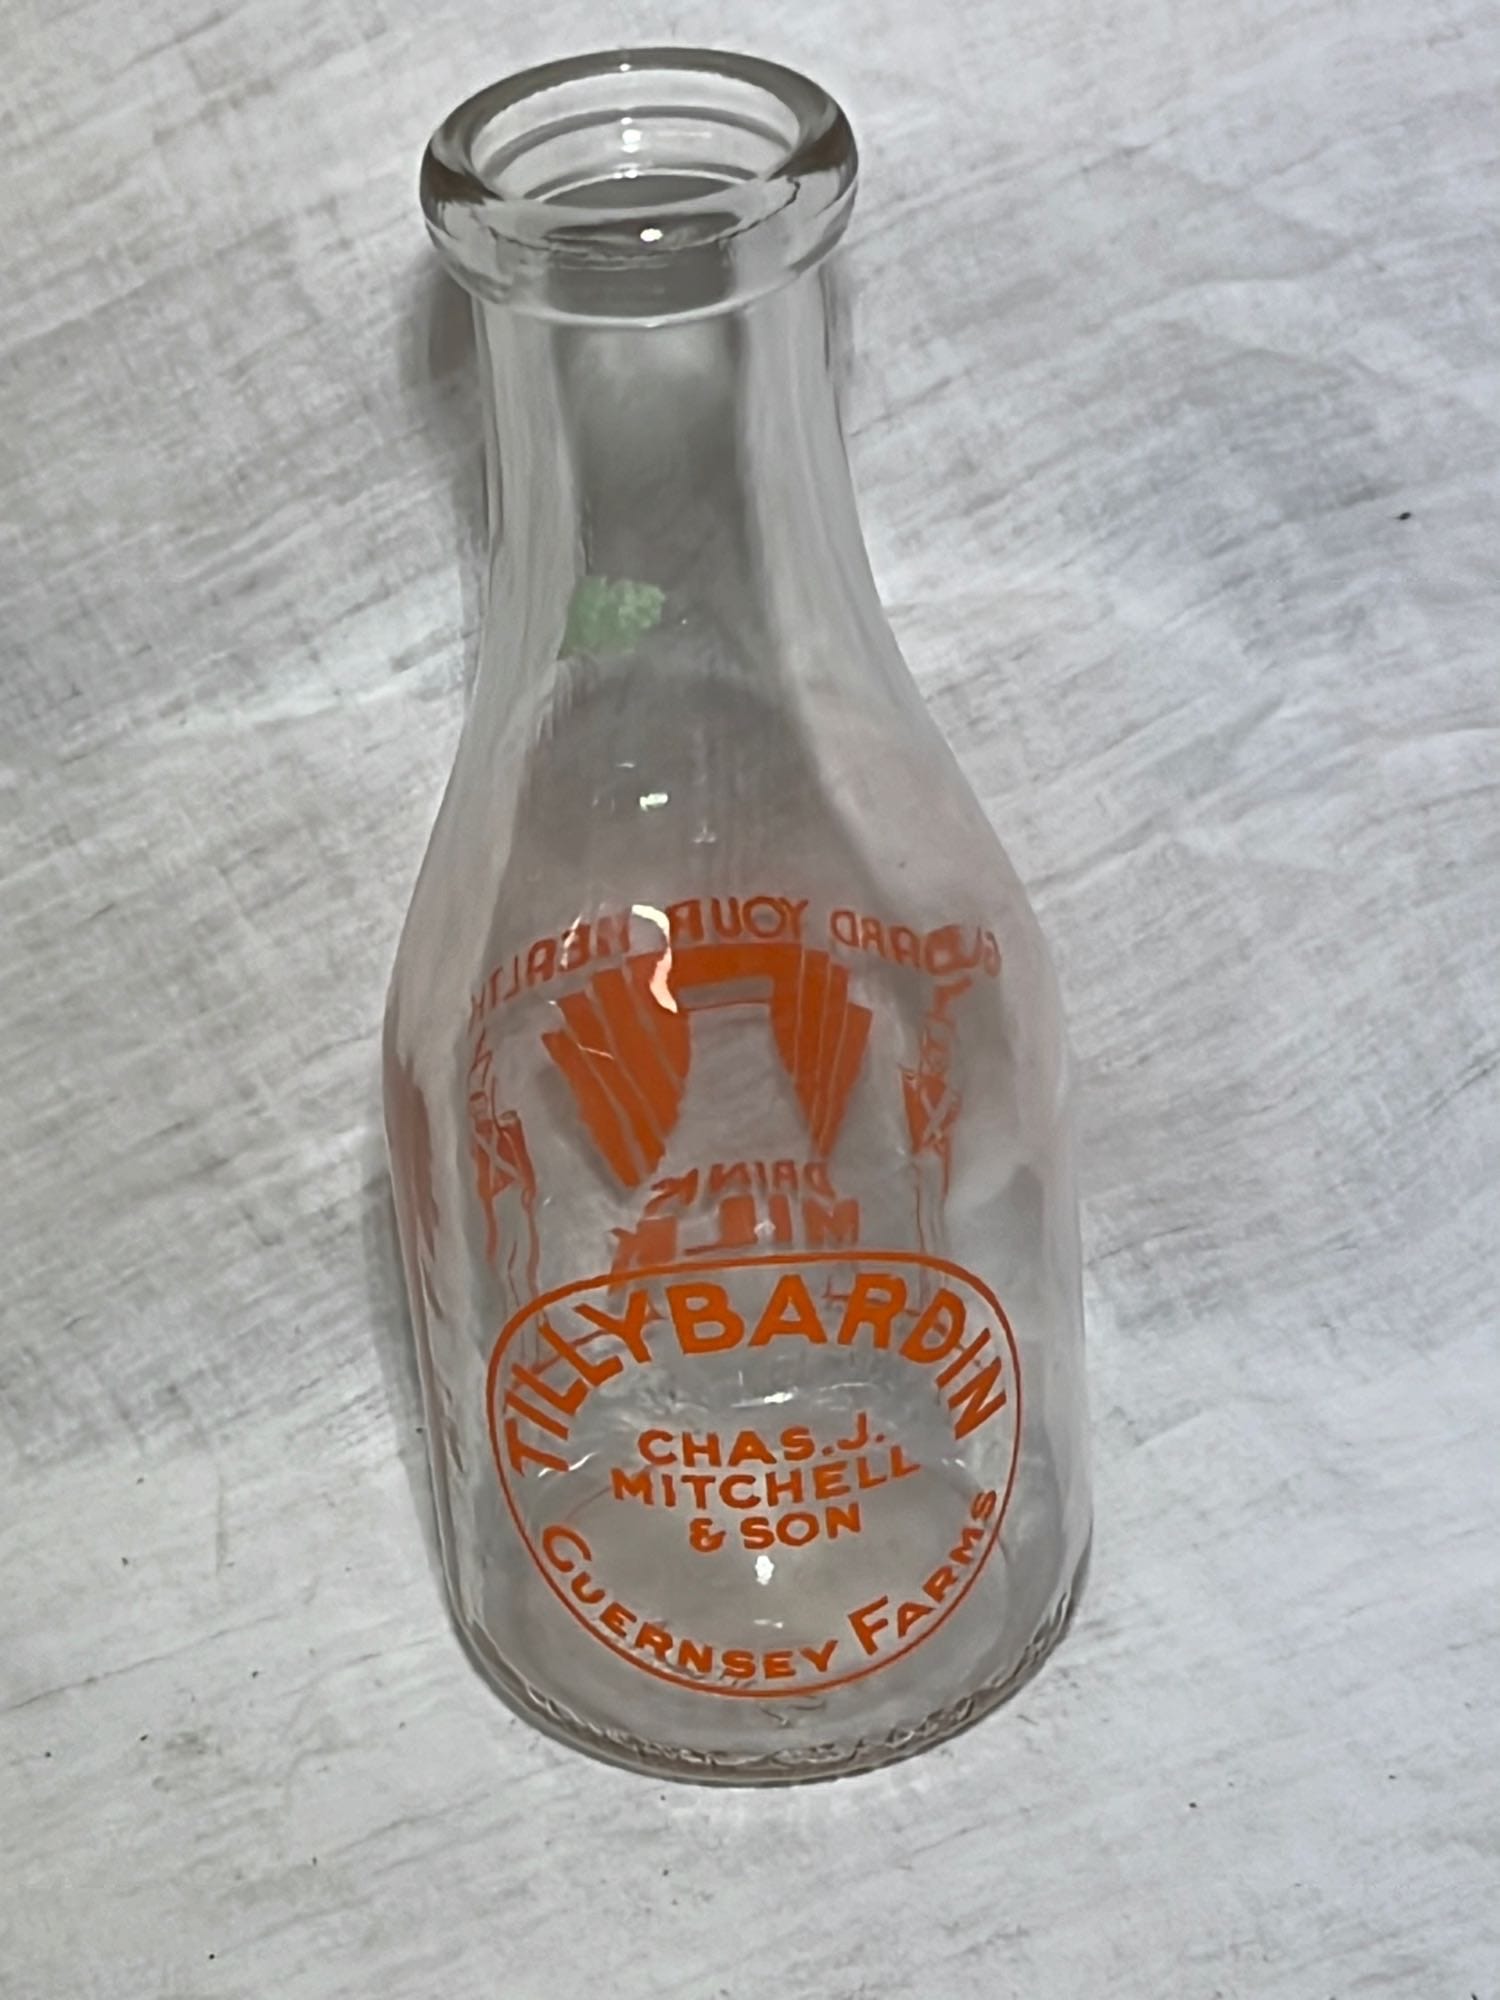 GUARD YOUR HEALTH
DRINK
MILK
TILLYBARDIN
CHAS. J.
MITCHELL
& SON
GUERNSEY FARMS